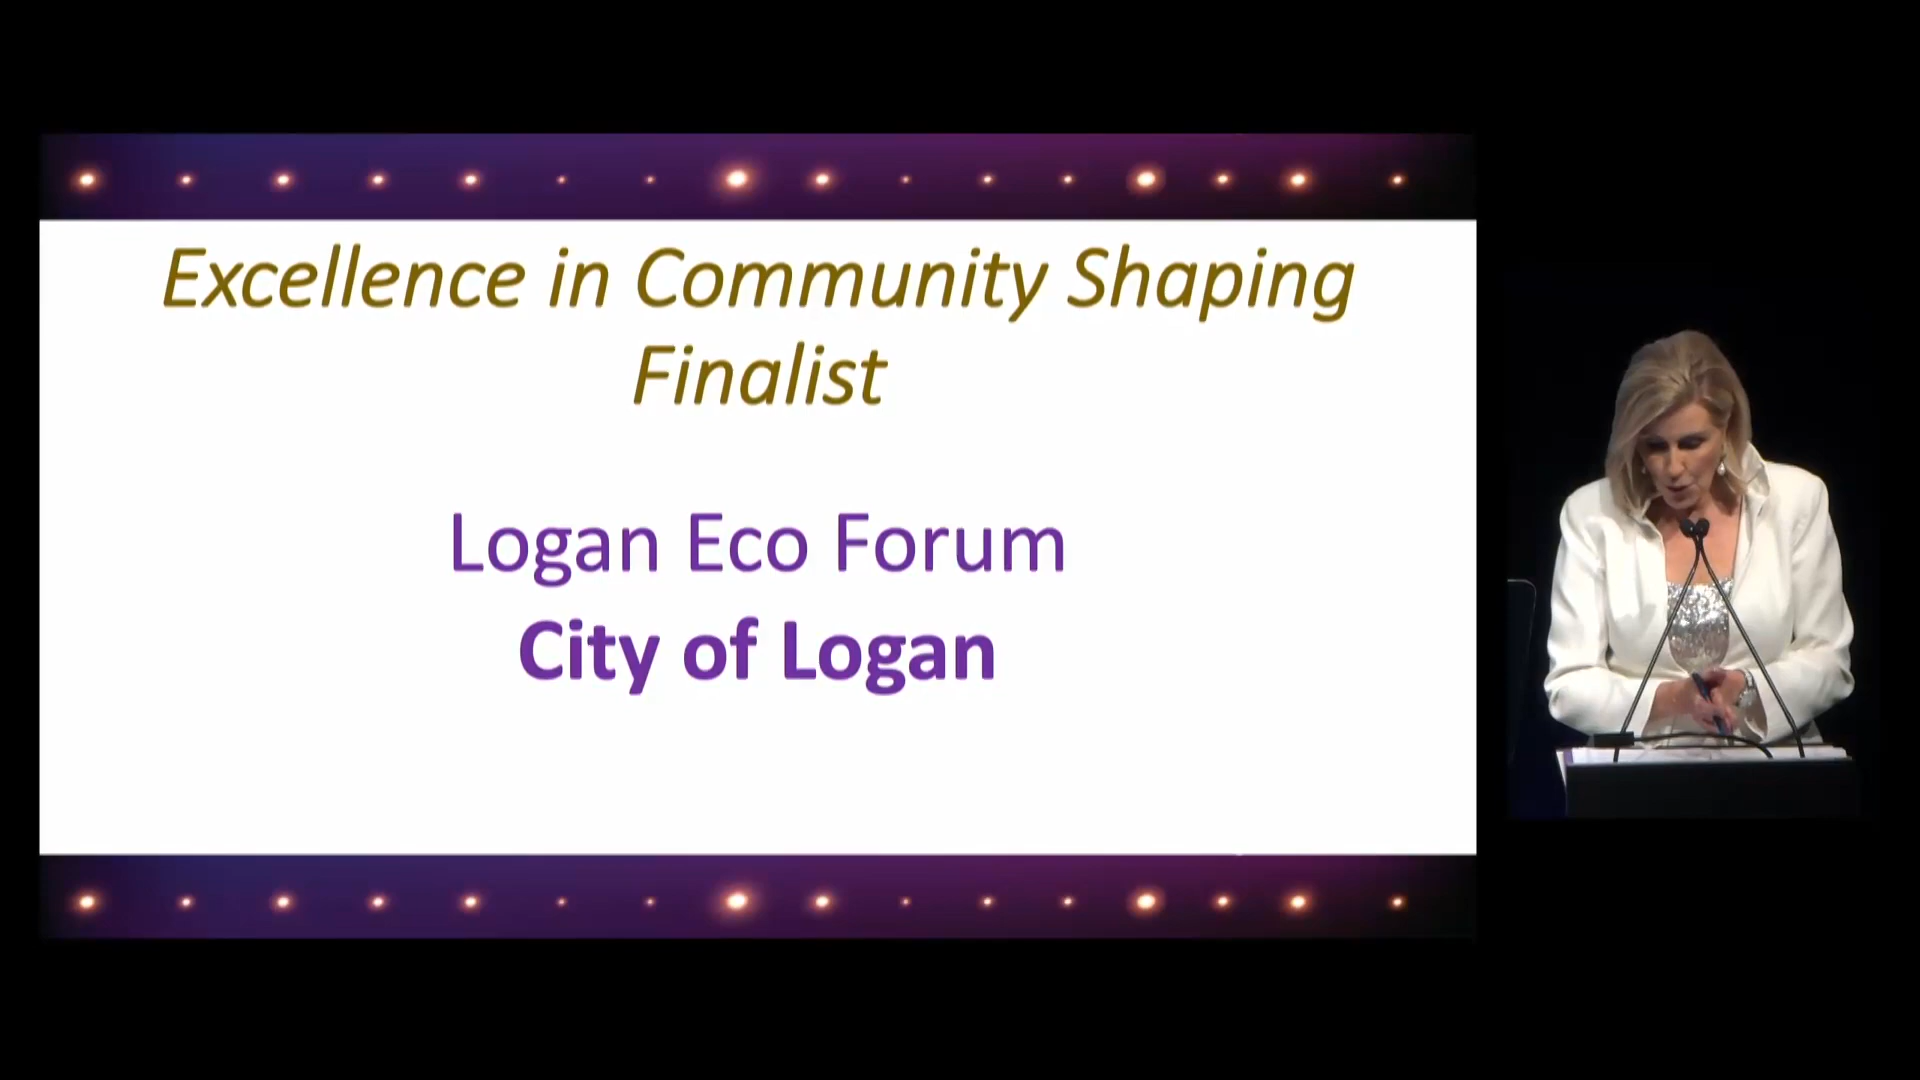 Excellence in Community Shaping
Finalist
Logan Eco Forum
City of Logan